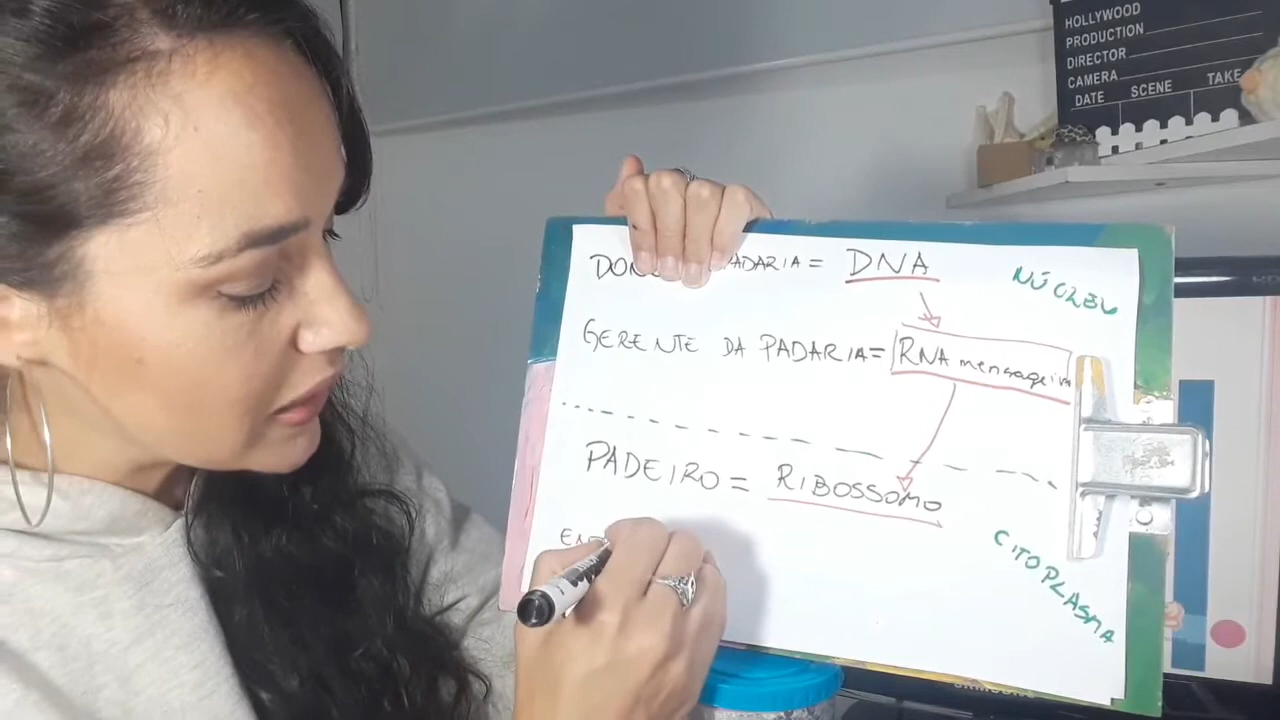 HOLLYWOOD
PRODUCTION
DIRECTOR
CAMERA
DATE SCENE TAKE
= DNA
NÚCLEO
GERENTE DA PADARIA = RNA mensageiro
PADEIRO = RIBOSSOMO
CITOPLASMA